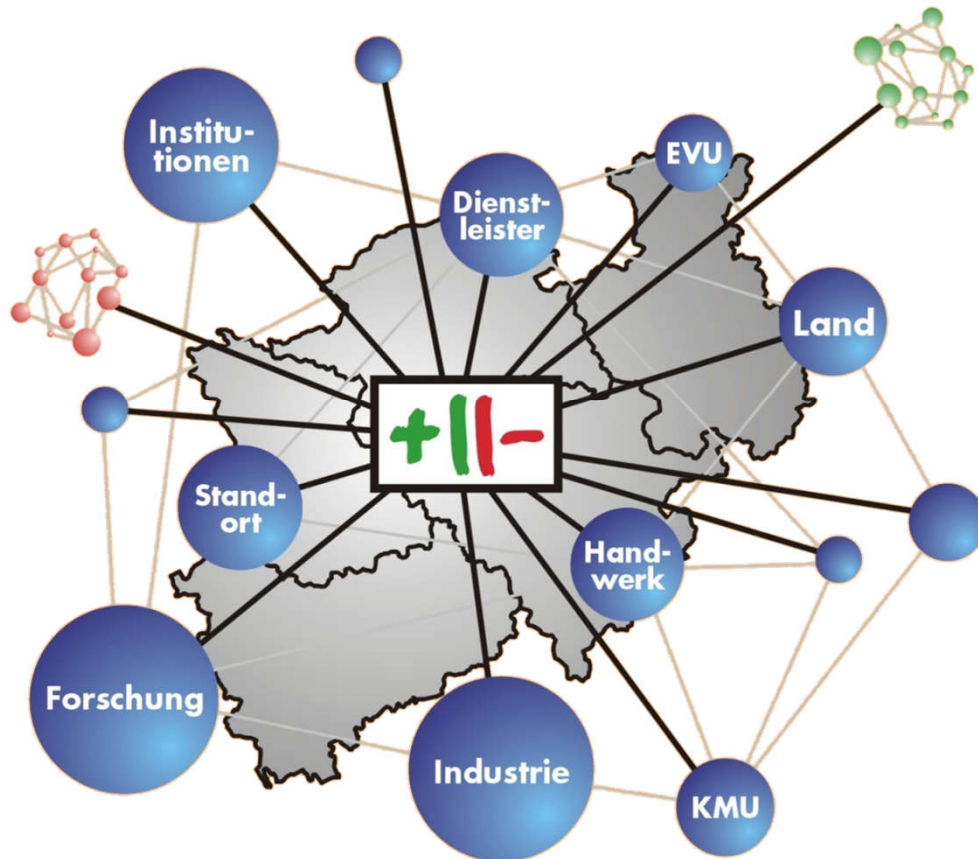 Institu-
tionen
EVU
Dienst-
leister
Land
+||-
Stand-
ort
Hand-
werk
Forschung
Industrie
KMU